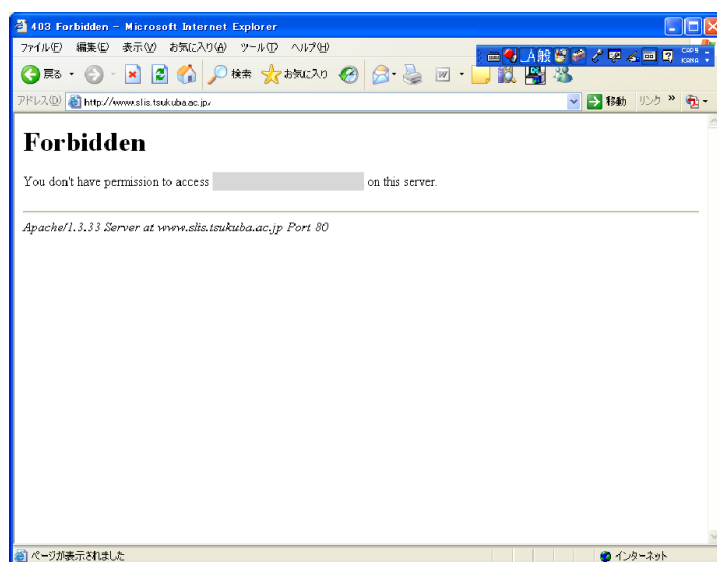 403 Forbidden - Microsoft Internet Explorer
ファイル(F) 編集(E) 表示(V) お気に入り(A) ツール(T) ヘルプ(H)
A般
CAPS
KANA
戻る 検索 お気に入り
アドレス(D) http://www.slis.tsukuba.ac.jp/ 移動 リンク »
Forbidden
You don't have permission to access on this server.
Apache/1.3.33 Server at www.slis.tsukuba.ac.jp Port 80
ページが表示されました インターネット